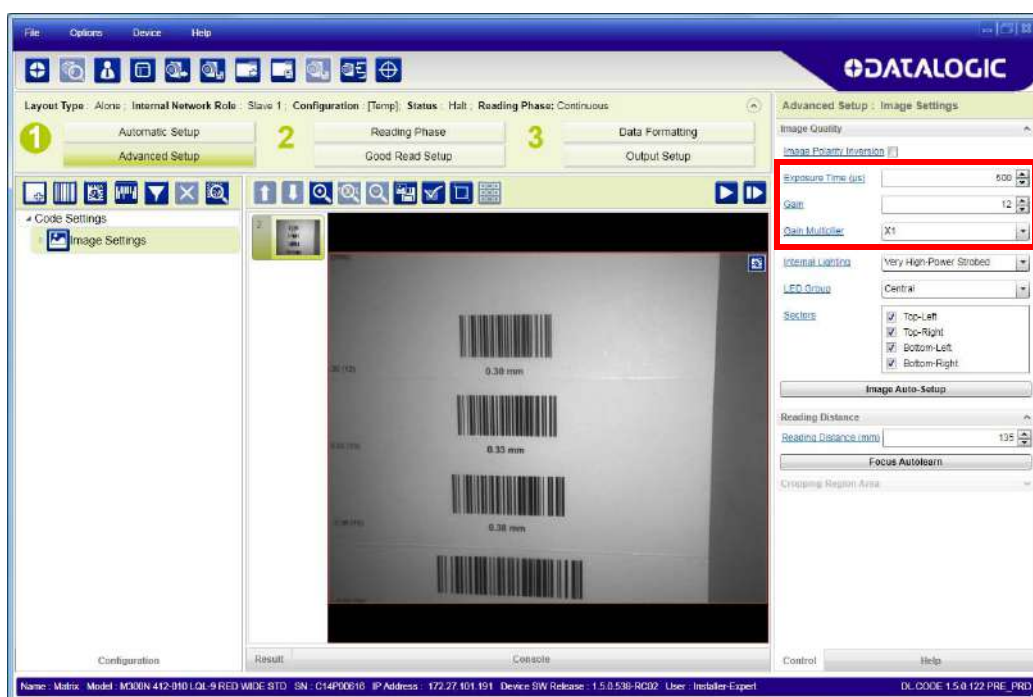 File Options Device Help
DATALOGIC
Layout Type : Alone ; Internal Network Role : Slave 1 ; Configuration : [Temp]; Status : Halt ; Reading Phase: Continuous
1 Automatic Setup 2 Reading Phase 3 Data Formatting
Advanced Setup Good Read Setup Output Setup
Code Settings
Image Settings
2
0.30 mm
0.33 mm
0.38 mm
Configuration
Result Console
Advanced Setup : Image Settings
Image Quality
Image Polarity Inversion
Exposure Time (us) 500
Gain 12
Gain Multiplier X1
Internal Lighting Very High-Power Strobed
LED Group Central
Sectors Top-Left
Top-Right
Bottom-Left
Bottom-Right
Image Auto-Setup
Reading Distance
Reading Distance (mm) 135
Focus Autolearn
Cropping Region Area
Control Help
Name : Matrix Model : M300N 412-010 LQL-9 RED WIDE STD SN : C14P00616 IP Address : 172.27.101.191 Device SW Release : 1.5.0.536-RC02 User : Installer-Expert DL.CODE 1.5.0.122 PRE_PRD